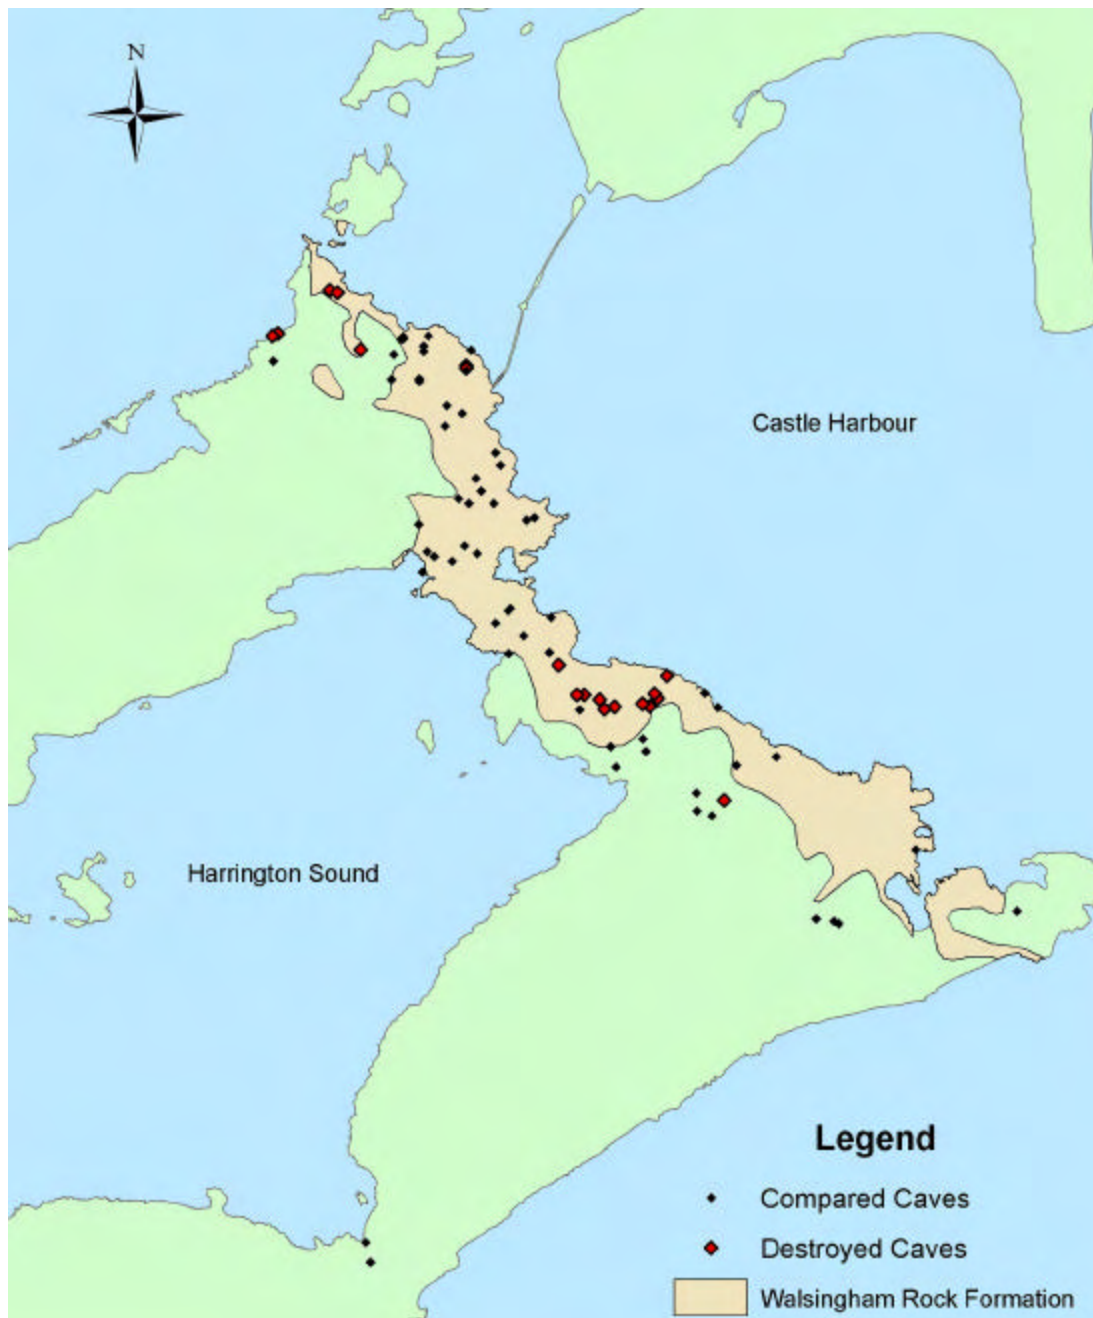 N
Castle Harbour
Harrington Sound
Legend
Compared Caves
Destroyed Caves
Walsingham Rock Formation